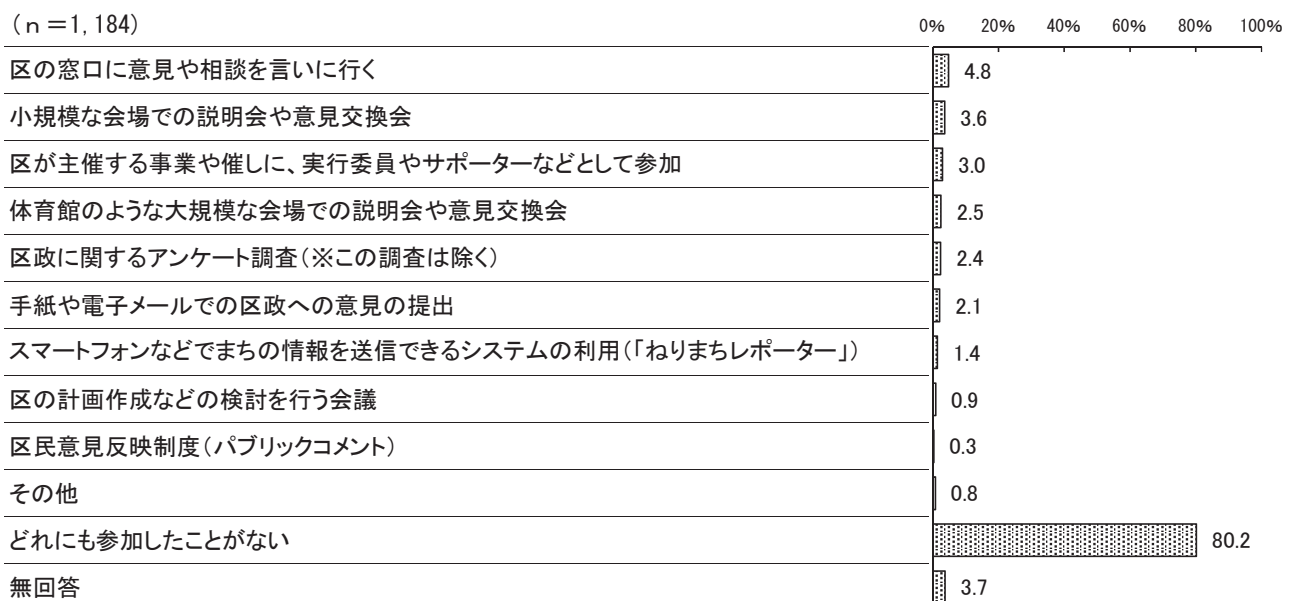 (n=1,184)
0% 20% 40% 60% 80% 100%
区の窓口に意見や相談を言いに行く 4.8
小規模な会場での説明会や意見交換会 3.6
区が主催する事業や催しに、実行委員やサポーターなどとして参加 3.0
体育館のような大規模な会場での説明会や意見交換会 2.5
区政に関するアンケート調査(※この調査は除く) 2.4
手紙や電子メールでの区政への意見の提出 2.1
スマートフォンなどでまちの情報を送信できるシステムの利用(「ねりまちレポーター」) 1.4
区の計画作成などの検討を行う会議 0.9
区民意見反映制度(パブリックコメント) 0.3
その他 0.8
どれにも参加したことがない 80.2
無回答 3.7